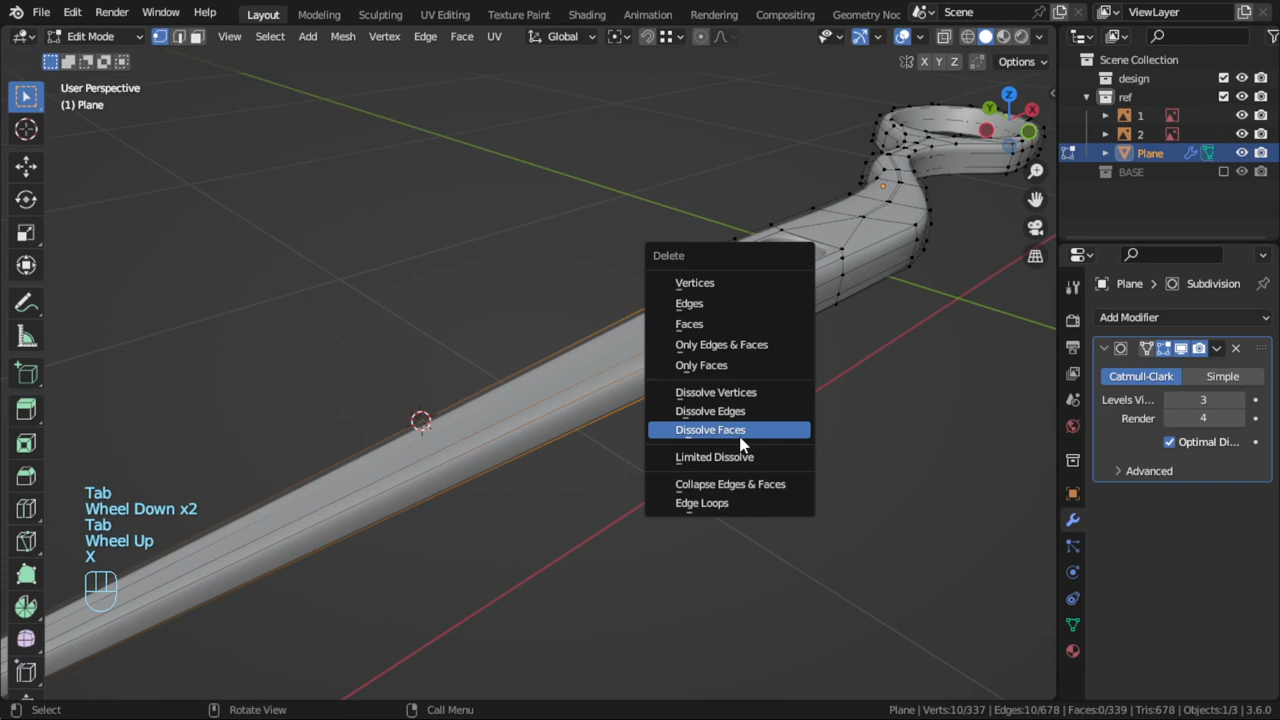 File Edit Render Window Help Layout Modeling Sculpting UV Editing Texture Paint Shading Animation Rendering Compositing Geometry Noc Scene ViewLayer
Edit Mode View Select Add Mesh Vertex Edge Face UV Global
X Y Z Options
User Perspective
(1) Plane
Z
Y X
Scene Collection
design
ref
1
2
Plane
BASE
Plane > Subdivision
Add Modifier
Catmull-Clark Simple
Levels Vi... 3
Render 4
Optimal Di...
Advanced
Delete
Vertices
Edges
Faces
Only Edges & Faces
Only Faces
Dissolve Vertices
Dissolve Edges
Dissolve Faces
Limited Dissolve
Collapse Edges & Faces
Edge Loops
Tab
Wheel Down x2
Tab
Wheel Up
X
Select Rotate View Call Menu Plane | Verts:10/337 | Edges:10/678 | Faces:0/339 | Tris:678 | Objects:1/3 | 3.6.0